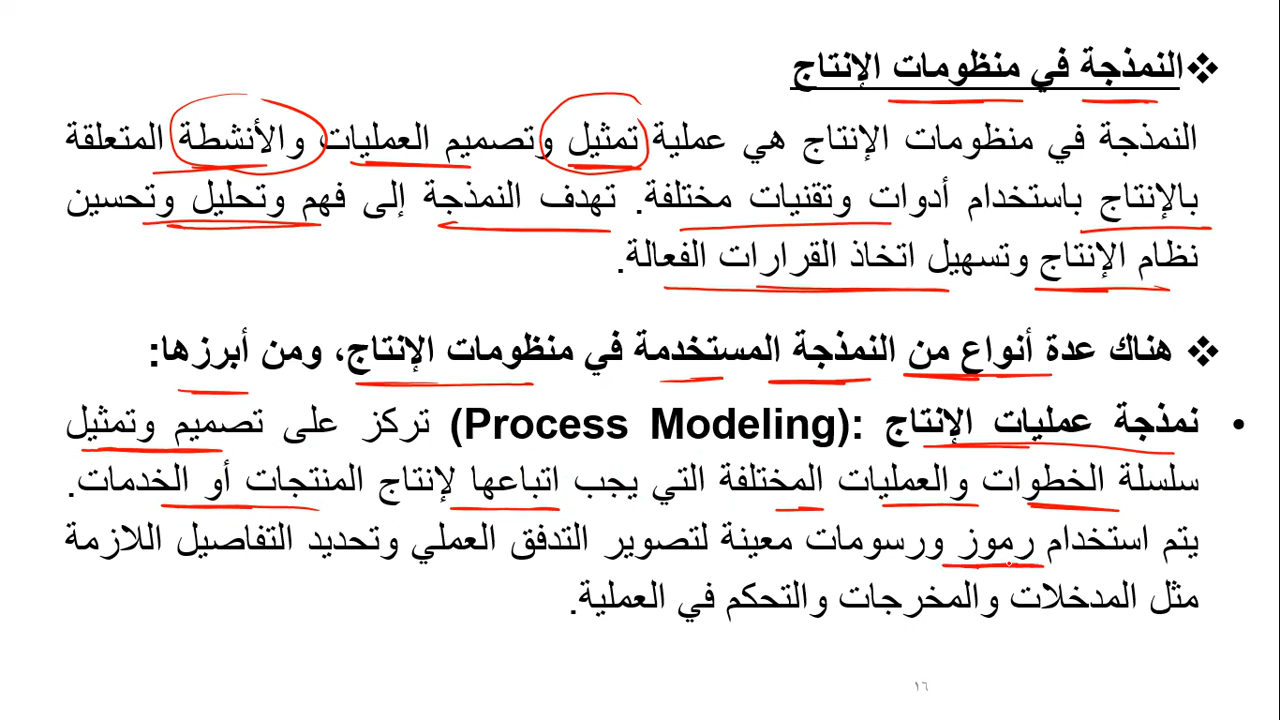 ❖ النمذجة في منظومات الإنتاج
النمذجة في منظومات الإنتاج هي عملية تمثيل وتصميم العمليات والأنشطة المتعلقة
بالإنتاج باستخدام أدوات وتقنيات مختلفة. تهدف النمذجة إلى فهم وتحليل وتحسين
نظام الإنتاج وتسهيل اتخاذ القرارات الفعالة.
❖ هناك عدة أنواع من النمذجة المستخدمة في منظومات الإنتاج، ومن أبرزها:
• نمذجة عمليات الإنتاج :(Process Modeling) تركز على تصميم وتمثيل
سلسلة الخطوات والعمليات المختلفة التي يجب اتباعها لإنتاج المنتجات أو الخدمات.
يتم استخدام رموز ورسومات معينة لتصوير التدفق العملي وتحديد التفاصيل اللازمة
مثل المدخلات والمخرجات والتحكم في العملية.
١٦